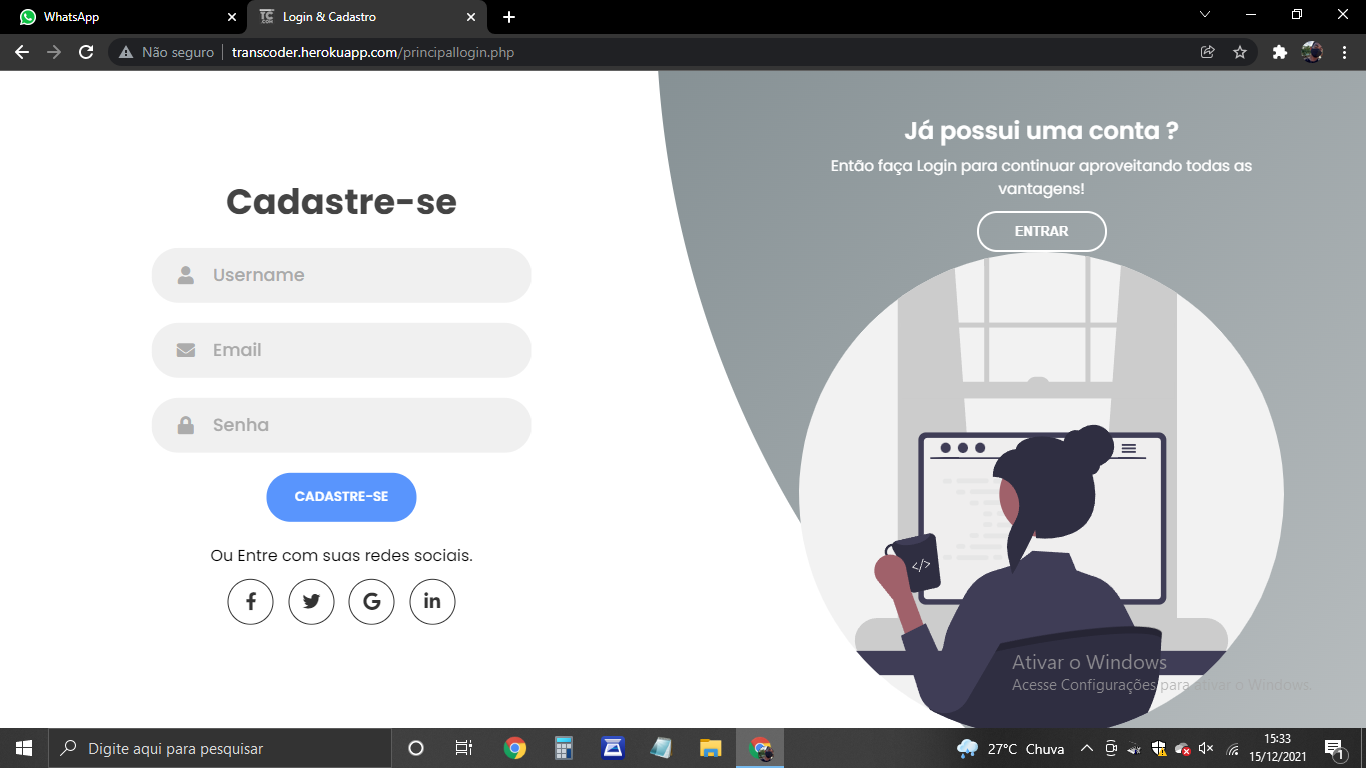 WhatsApp
TC
.COM
Login & Cadastro
Não seguro
transcoder.herokuapp.com/principallogin.php
Cadastre-se
Username
Email
Senha
CADASTRE-SE
Ou Entre com suas redes sociais.
Já possui uma conta ?
Então faça Login para continuar aproveitando todas as
vantagens!
ENTRAR
</>
Ativar o Windows
Acesse Configurações para ativar o Windows.
Digite aqui para pesquisar
27°C Chuva
15:33
15/12/2021
1